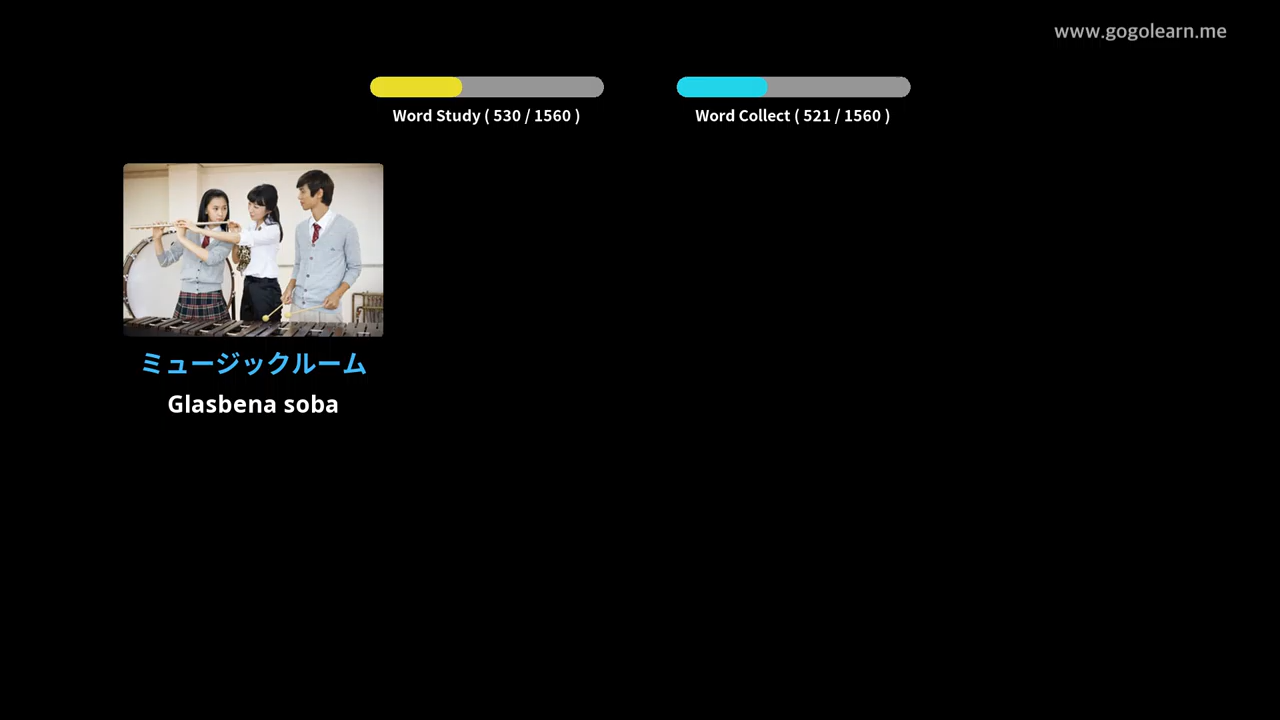 www.gogolearn.me
Word Study ( 530 / 1560 )
Word Collect ( 521 / 1560 )
ミュージックルーム
Glasbena soba